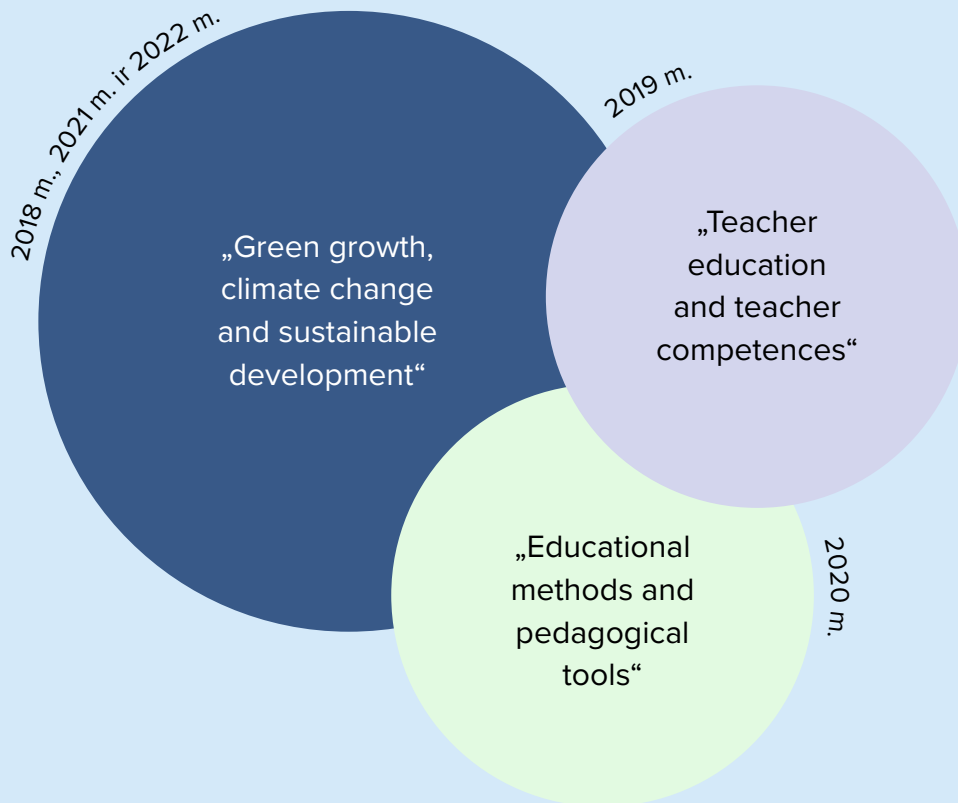 2018 m., 2021 m. ir 2022 m.
„Green growth,
climate change
and sustainable
development“
2019 m.
„Teacher
education
and teacher
competences“
„Educational
methods and
pedagogical
tools“
2020 m.